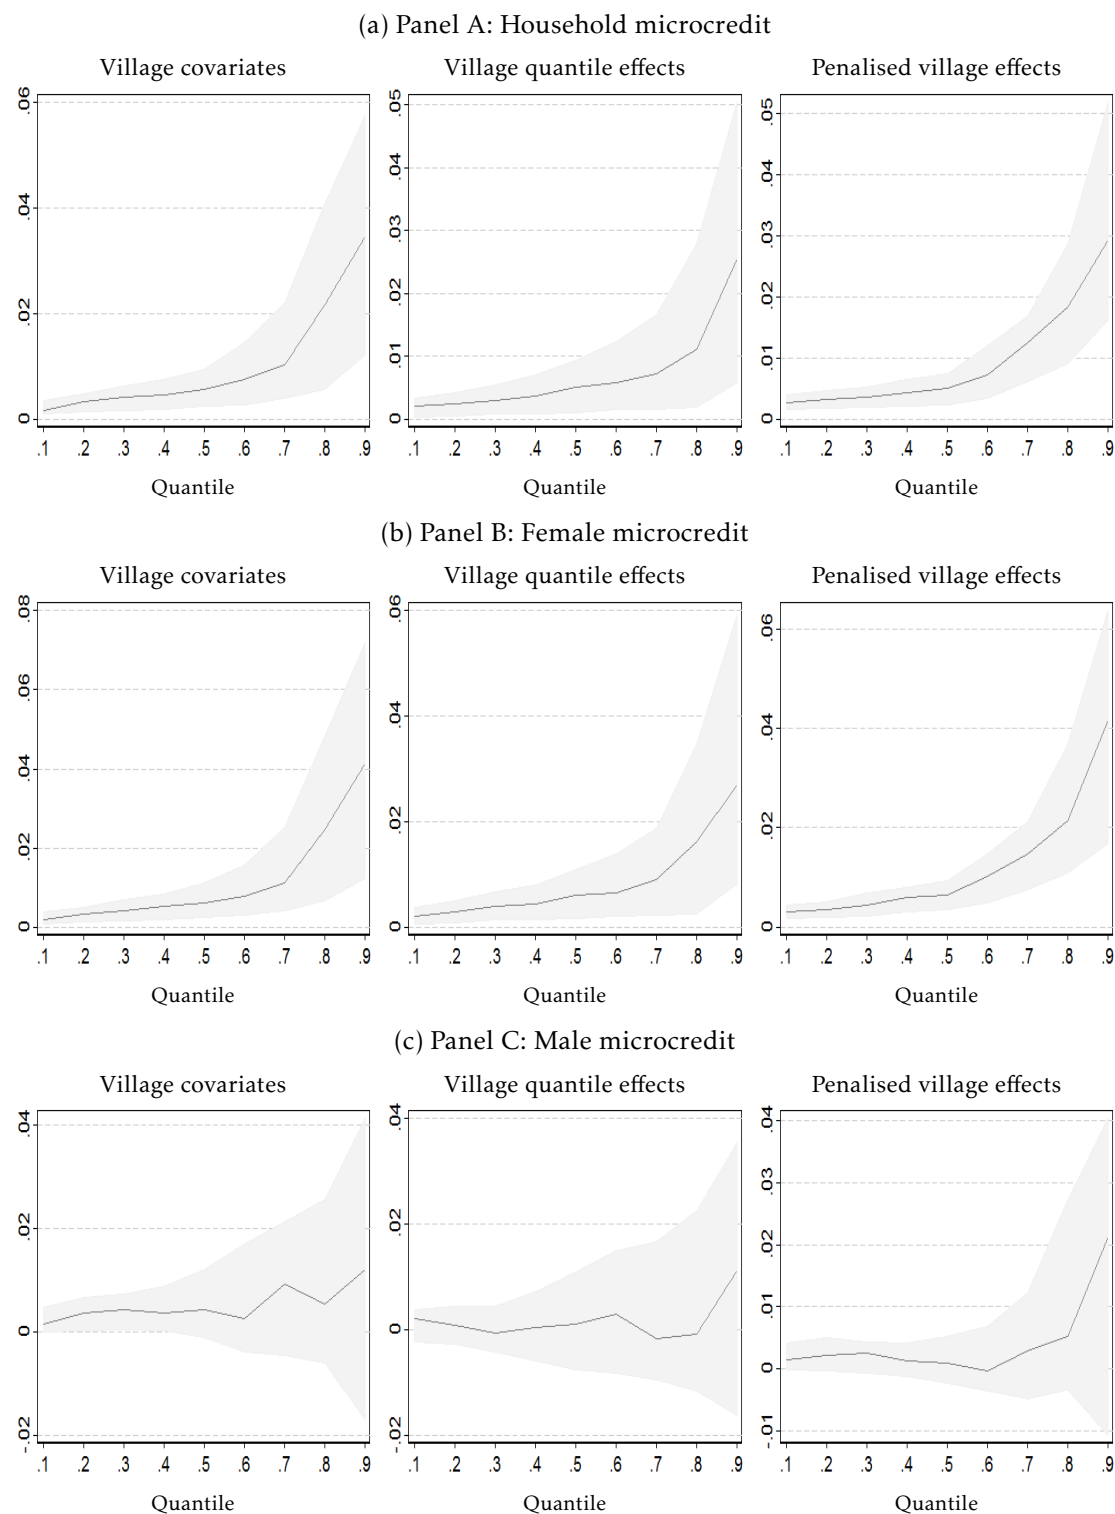 (a) Panel A: Household microcredit
Village covariates
Village quantile effects
Penalised village effects
.06
.04
.02
0
.1 .2 .3 .4 .5 .6 .7 .8 .9
Quantile
.05
.04
.03
.02
.01
0
.1 .2 .3 .4 .5 .6 .7 .8 .9
Quantile
.05
.04
.03
.02
.01
0
.1 .2 .3 .4 .5 .6 .7 .8 .9
Quantile
(b) Panel B: Female microcredit
Village covariates
Village quantile effects
Penalised village effects
.08
.06
.04
.02
0
.1 .2 .3 .4 .5 .6 .7 .8 .9
Quantile
.06
.04
.02
0
.1 .2 .3 .4 .5 .6 .7 .8 .9
Quantile
.06
.04
.02
0
.1 .2 .3 .4 .5 .6 .7 .8 .9
Quantile
(c) Panel C: Male microcredit
Village covariates
Village quantile effects
Penalised village effects
.04
.02
0
-.02
.1 .2 .3 .4 .5 .6 .7 .8 .9
Quantile
.04
.02
0
-.02
.1 .2 .3 .4 .5 .6 .7 .8 .9
Quantile
.04
.03
.02
.01
0
-.01
.1 .2 .3 .4 .5 .6 .7 .8 .9
Quantile